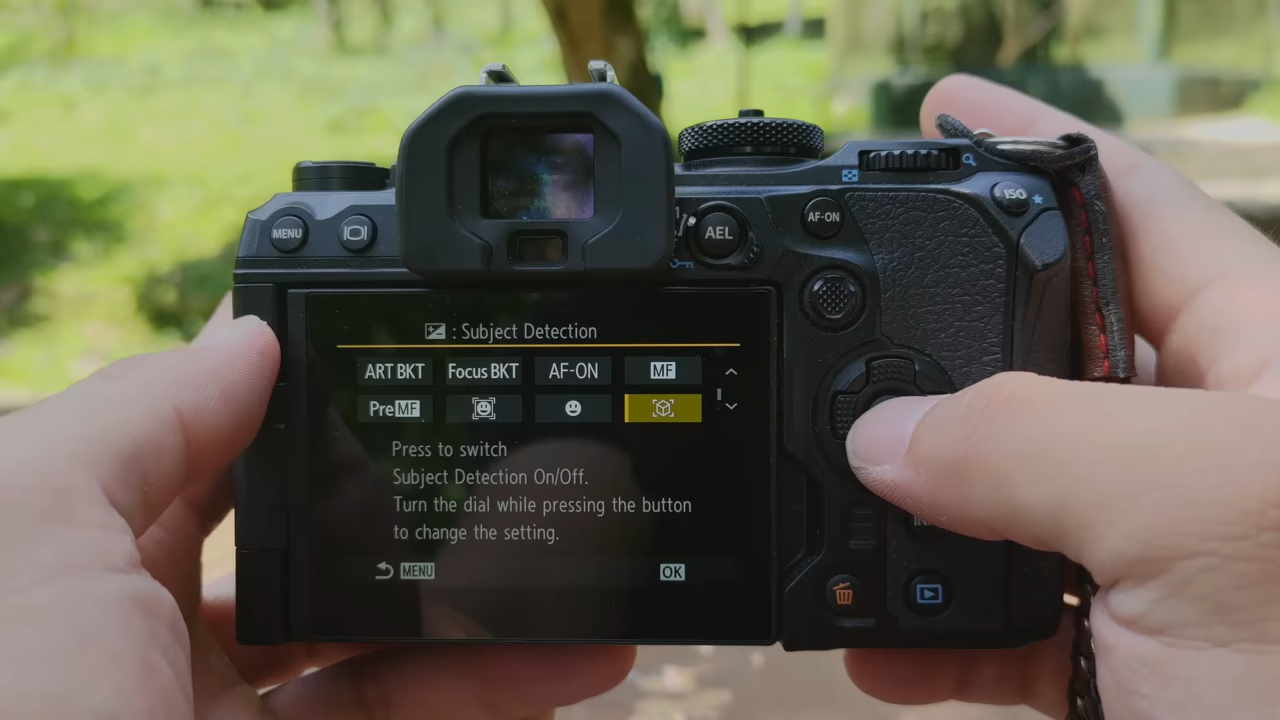 MENU
AEL
AF-ON
ISO
: Subject Detection
ART BKT
Focus BKT
AF-ON
MF
Pre MF
Press to switch
Subject Detection On/Off.
Turn the dial while pressing the button
to change the setting.
MENU
OK